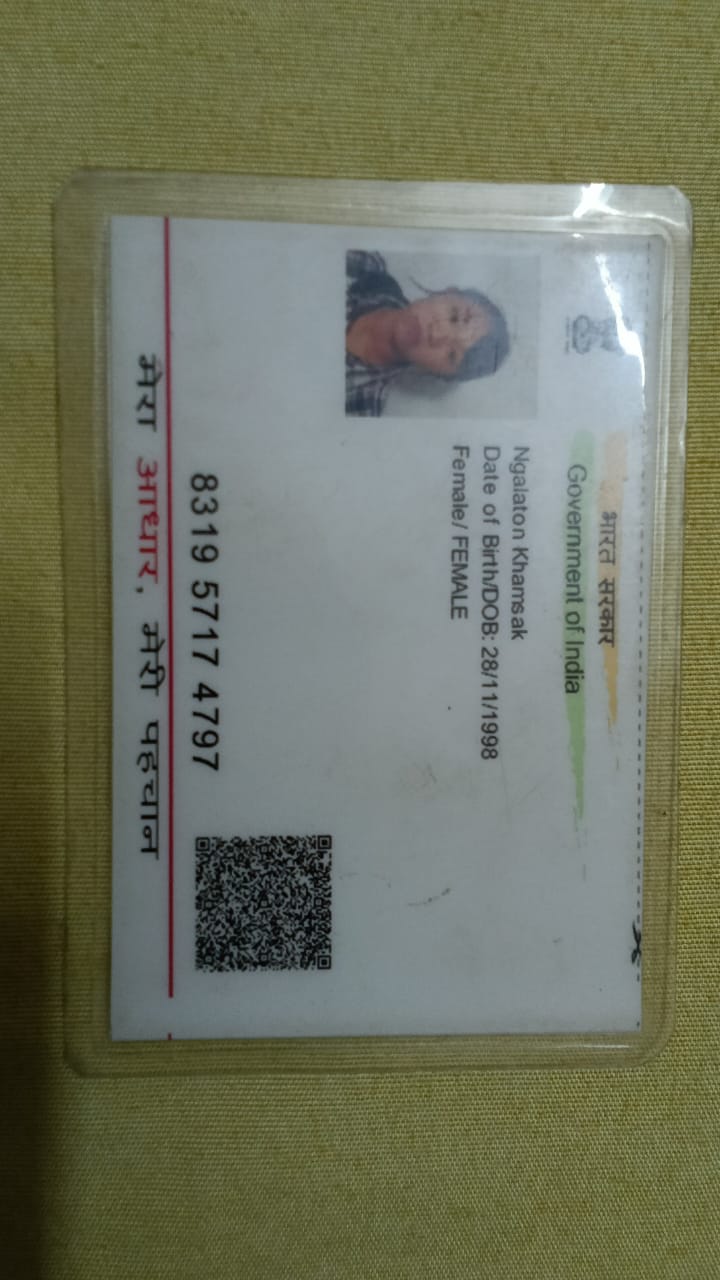 भारत सरकार
Government of India
Ngalaton Khamsak
Date of Birth/DOB: 28/11/1998
Female/ FEMALE
8319 5717 4797
मेरा आधार, मेरी पहचान